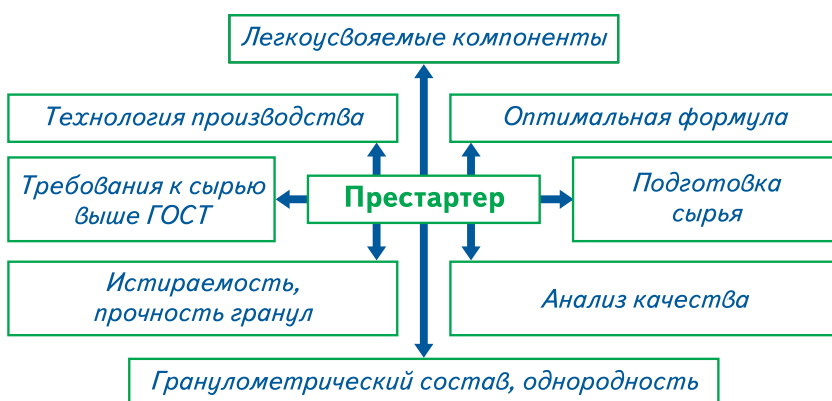 Легкоусвояемые компоненты
Технология производства
Оптимальная формула
Требования к сырью
выше ГОСТ
Престартер
Подготовка
сырья
Истираемость,
прочность гранул
Анализ качества
Гранулометрический состав, однородность